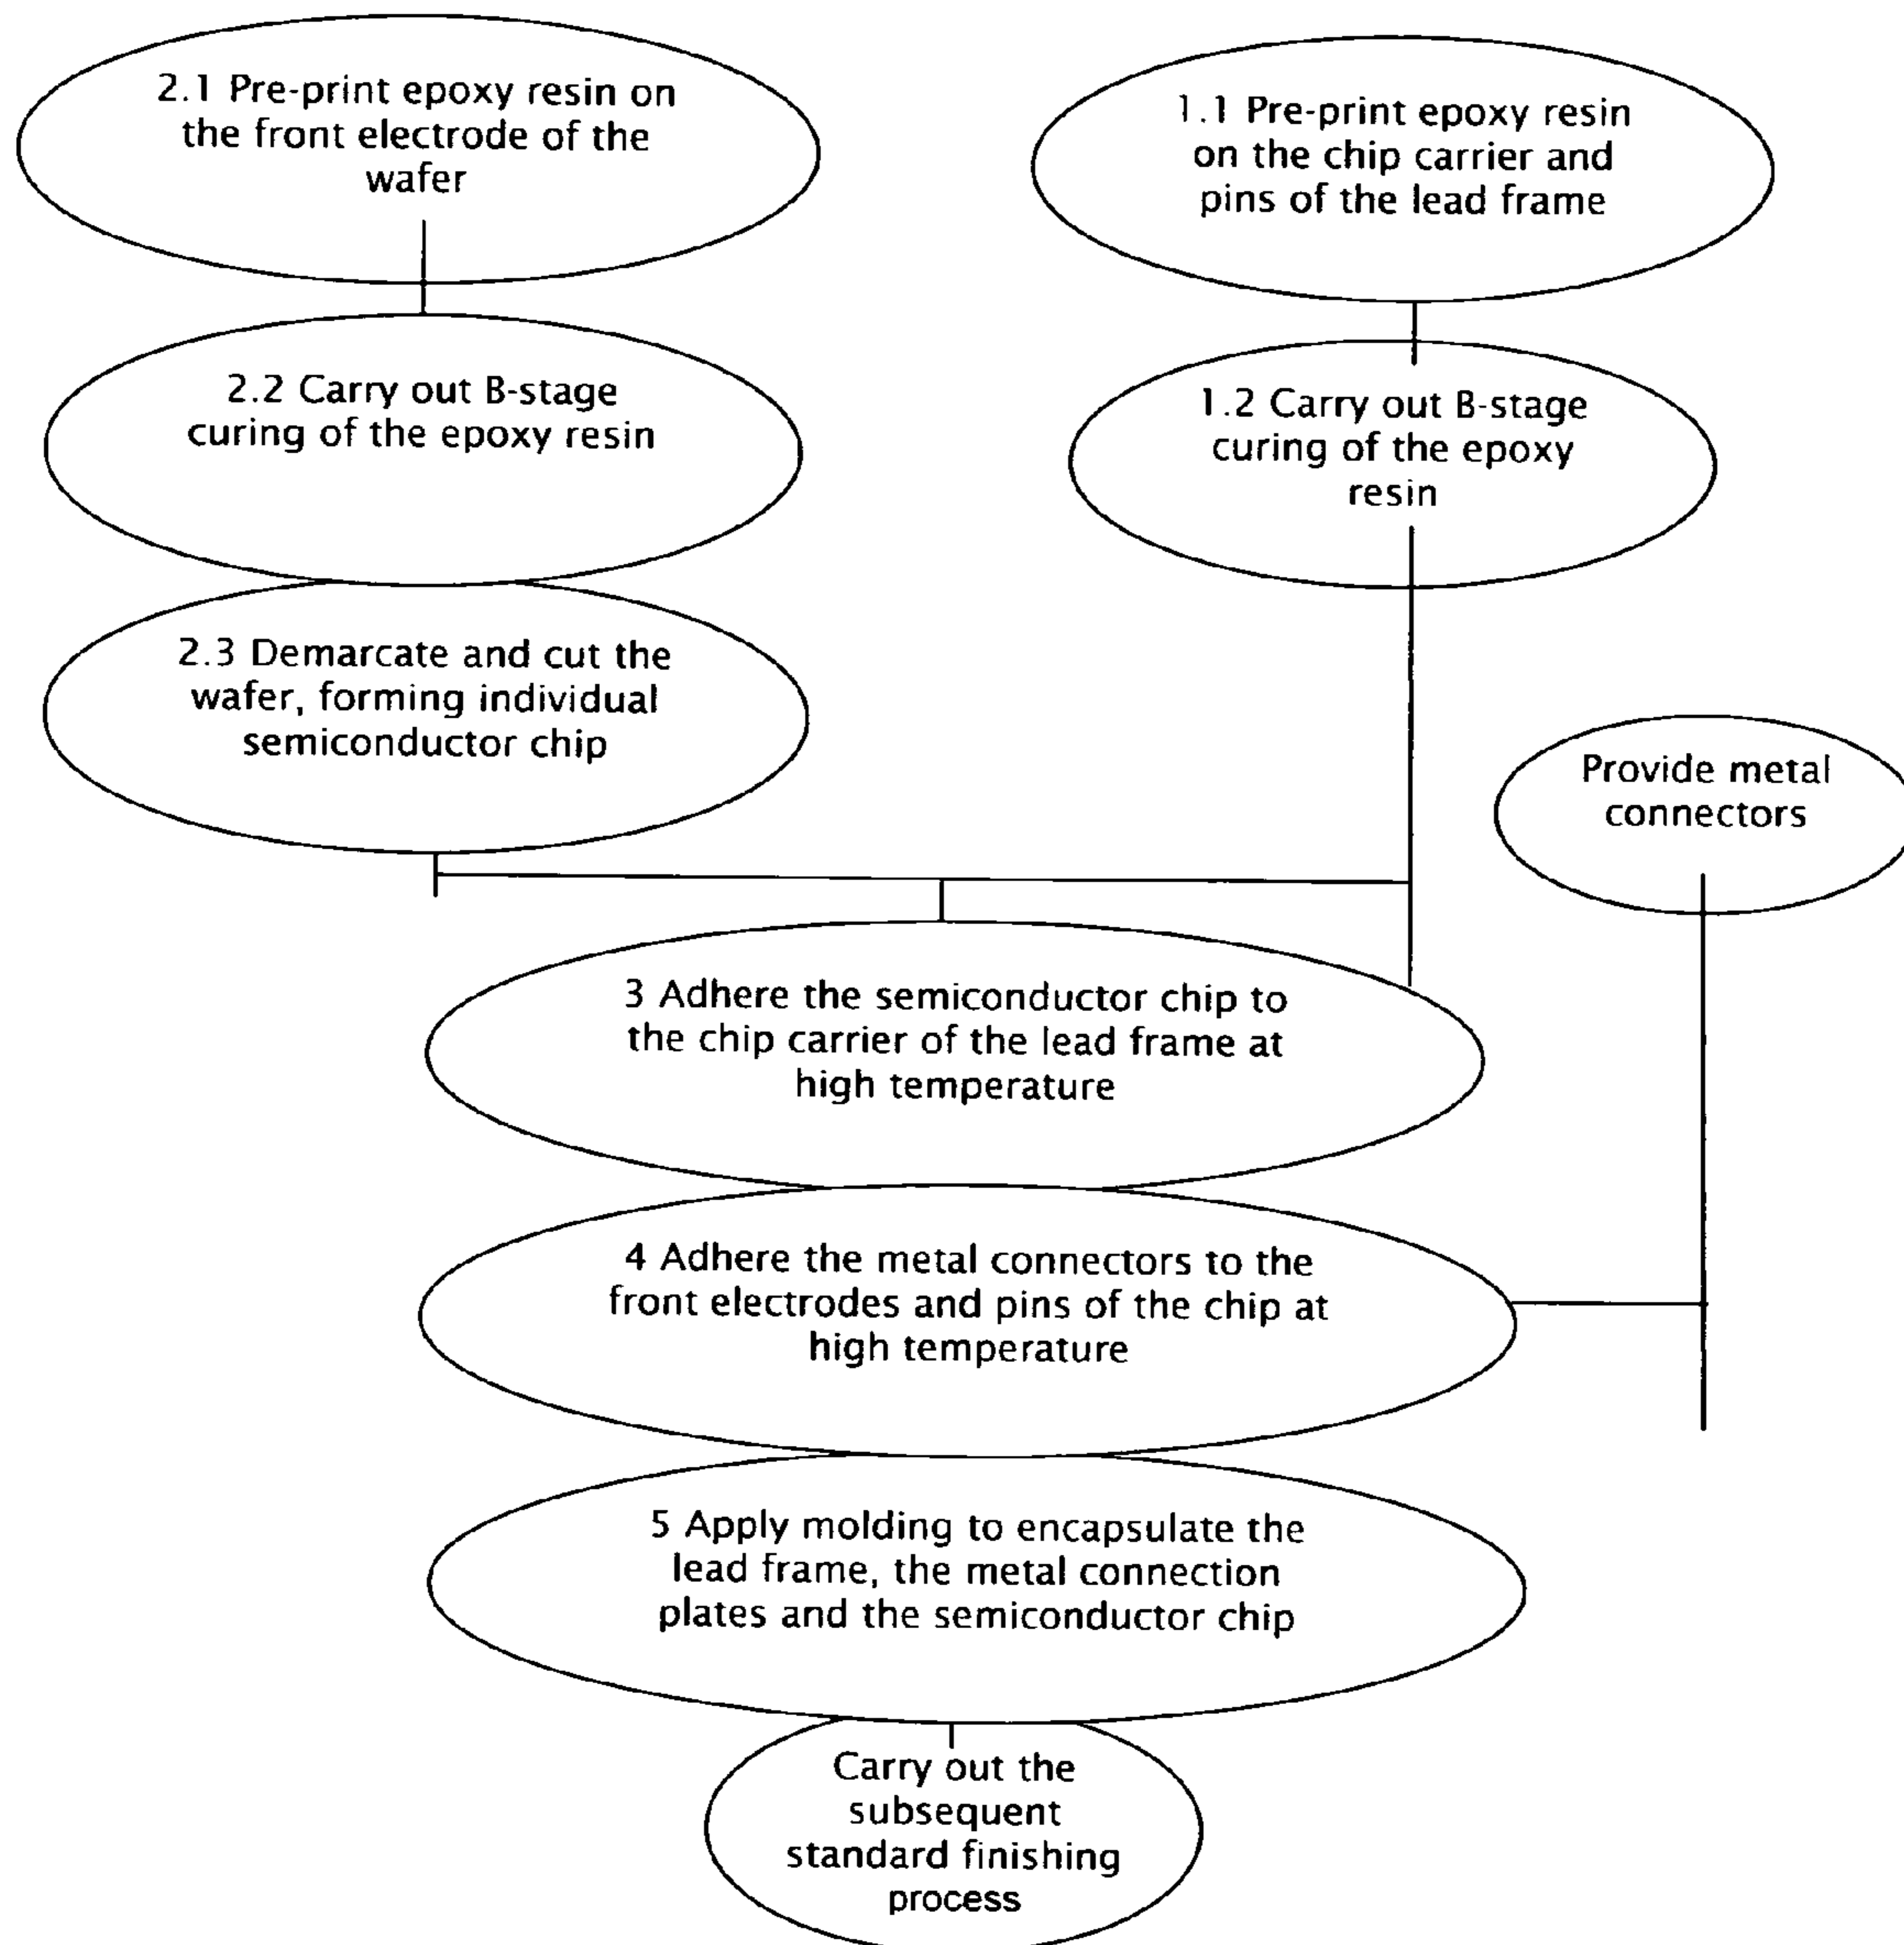 2.1 Pre-print epoxy resin on
the front electrode of the
wafer
1.1 Pre-print epoxy resin
on the chip carrier and
pins of the lead frame
2.2 Carry out B-stage
curing of the epoxy resin
1.2 Carry out B-stage
curing of the epoxy
resin
2.3 Demarcate and cut the
wafer, forming individual
semiconductor chip
Provide metal
connectors
3 Adhere the semiconductor chip to
the chip carrier of the lead frame at
high temperature
4 Adhere the metal connectors to the
front electrodes and pins of the chip at
high temperature
5 Apply molding to encapsulate the
lead frame, the metal connection
plates and the semiconductor chip
Carry out the
subsequent
standard finishing
process